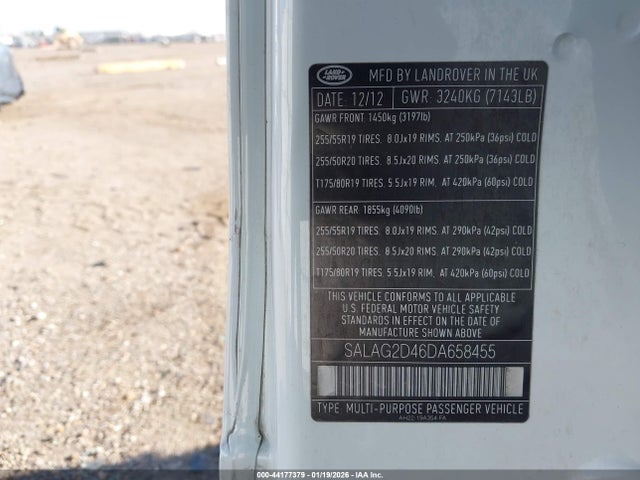 LAND ROVER
MFD BY LANDROVER IN THE UK
DATE: 12/12 GWR: 3240KG (7143LB)
GAWR FRONT: 1450kg (3197lb)
255/55R19 TIRES. 8.0Jx19 RIMS. AT 250kPa (36psi) COLD
255/50R20 TIRES. 8.5Jx20 RIMS. AT 250kPa (36psi) COLD
T175/80R19 TIRES. 5.5Jx19 RIM. AT 420kPa (60psi) COLD
GAWR REAR: 1855kg (4090lb)
255/55R19 TIRES. 8.0Jx19 RIMS. AT 290kPa (42psi) COLD
255/50R20 TIRES. 8.5Jx20 RIMS. AT 290kPa (42psi) COLD
T175/80R19 TIRES. 5.5Jx19 RIM. AT 420kPa (60psi) COLD
THIS VEHICLE CONFORMS TO ALL APPLICABLE
U.S. FEDERAL MOTOR VEHICLE SAFETY
STANDARDS IN EFFECT ON THE DATE OF
MANUFACTURE SHOWN ABOVE
SALAG2D46DA658455
TYPE: MULTI-PURPOSE PASSENGER VEHICLE
AH22-19A364-FA
000-44177379 - 01/19/2026 - IAAI, Inc.